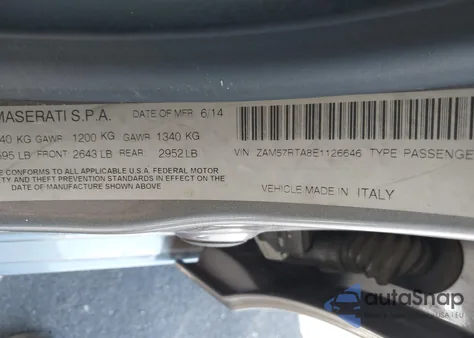 MASERATI S.P.A. DATE OF MFR 6/14
40 KG GAWR 1200 KG GAWR 1340 KG
595 LB FRONT: 2643 LB REAR: 2952 LB
CONFORMS TO ALL APPLICABLE U.S.A. FEDERAL MOTOR
SAFETY AND THEFT PREVENTION STANDARDS IN EFFECT ON
DATE OF MANUFACTURE SHOWN ABOVE
VIN ZAM57RTA8E1126646 TYPE PASSENGE
VEHICLE MADE IN ITALY
autoSnap